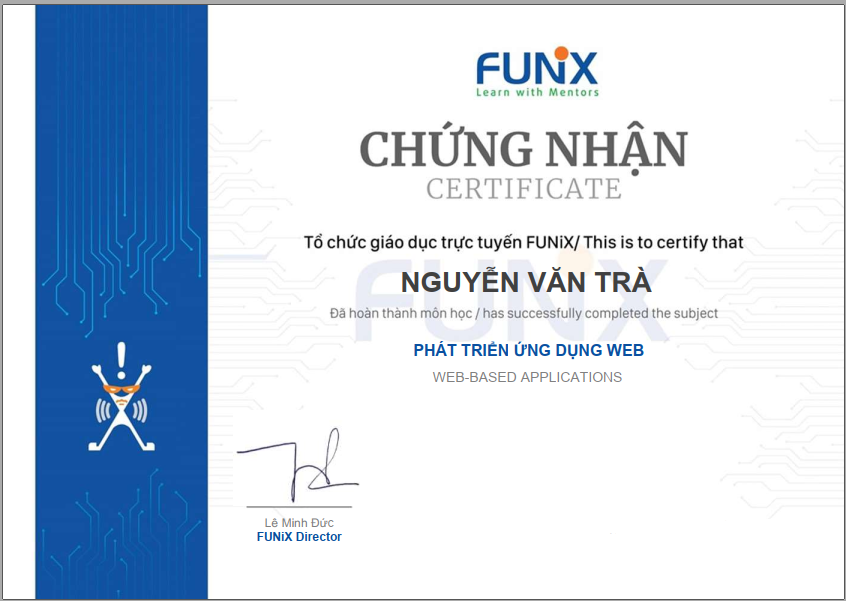 FUNiX
Learn with Mentors
CHỨNG NHẬN
CERTIFICATE
Tổ chức giáo dục trực tuyến FUNiX/ This is to certify that
NGUYỄN VĂN TRÀ
Đã hoàn thành môn học / has successfully completed the subject
PHÁT TRIỂN ỨNG DỤNG WEB
WEB-BASED APPLICATIONS
Lê Minh Đức
FUNiX Director